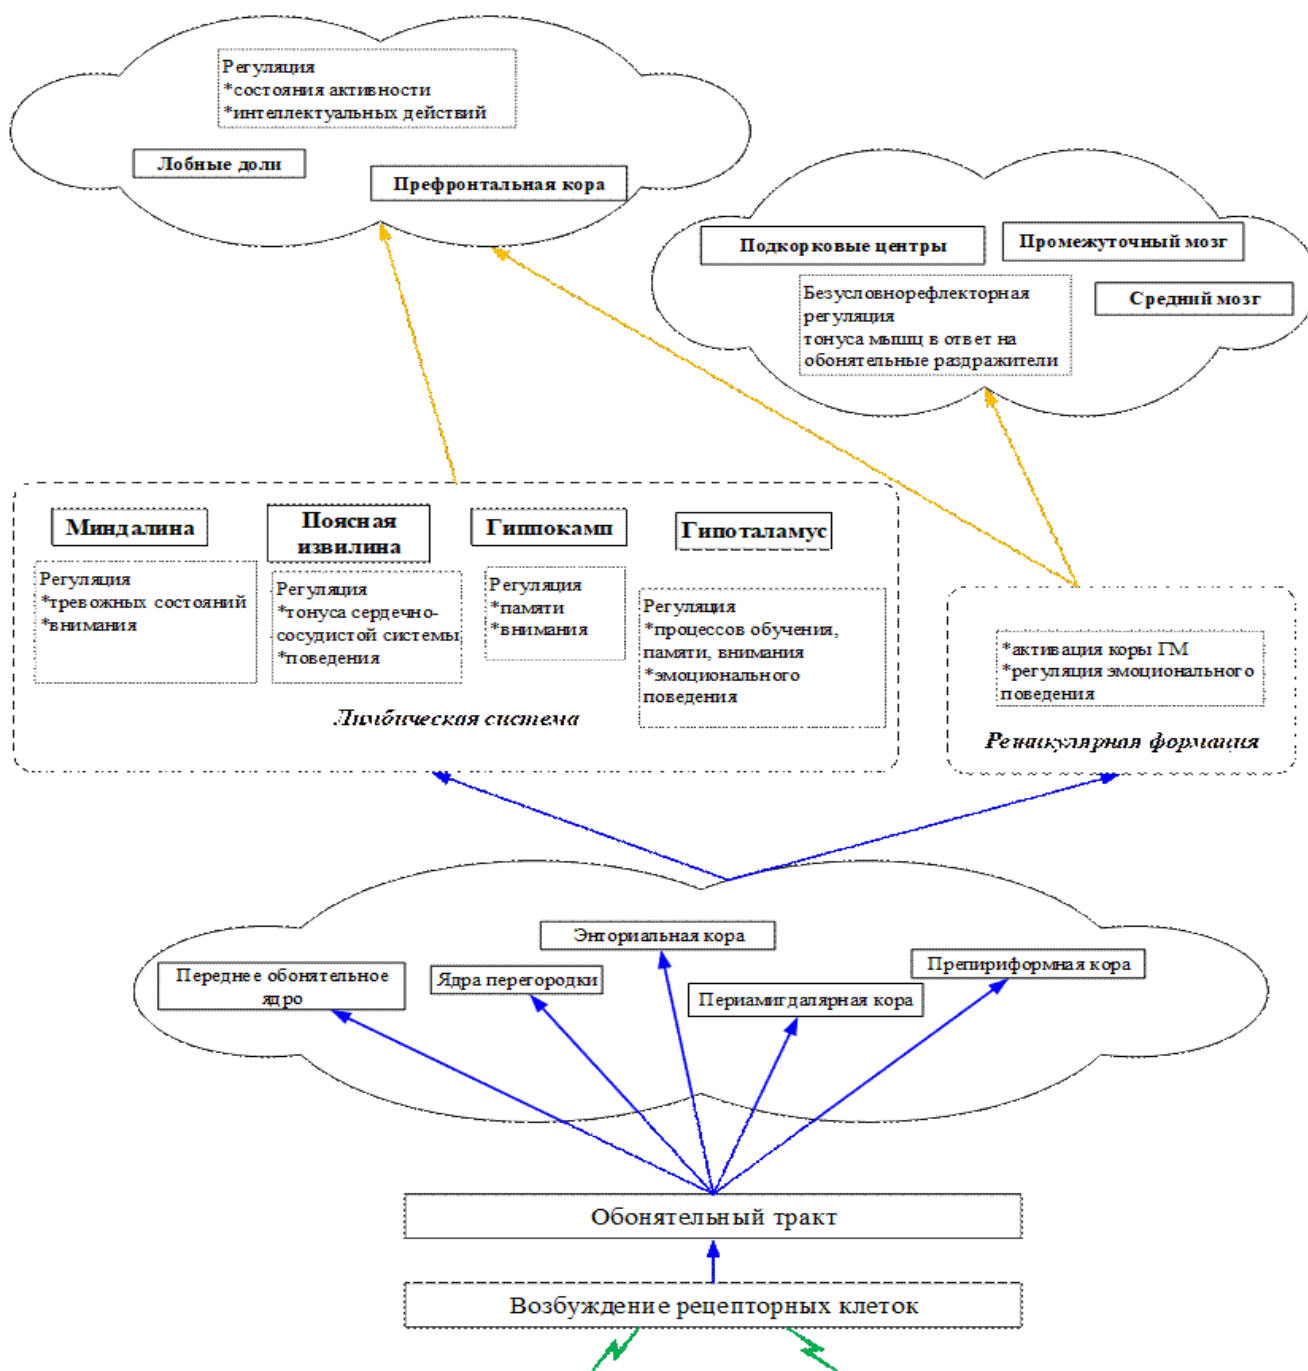 Регуляция
*состояния активности
*интеллектуальных действий
Лобные доли
Префронтальная кора
Подкорковые центры
Промежуточный мозг
Средний мозг
Безусловнорефлекторная
регуляция
тонуса мышц в ответ на
обонятельные раздражители
Миндалина
Регуляция
*тревожных состояний
*внимания
Поясная
извилина
Регуляция
*тонуса сердечно-
сосудистой системы
*поведения
Гиппокамп
Регуляция
*памяти
*внимания
Гипоталамус
Регуляция
*процессов обучения,
памяти, внимания
*эмоционального
поведения
Лимбическая система
*активация коры ГМ
*регуляция эмоционального
поведения
Ретикулярная формация
Энториальная кора
Переднее обонятельное
ядро
Ядра перегородки
Периамигдалярная кора
Препириформная кора
Обонятельный тракт
Возбуждение рецепторных клеток